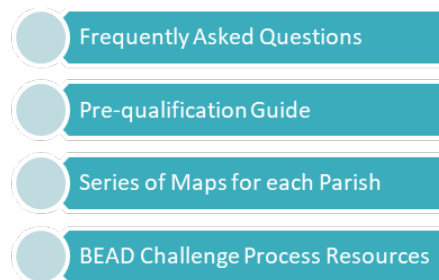 Frequently Asked Questions
Pre-qualification Guide
Series of Maps for each Parish
BEAD Challenge Process Resources